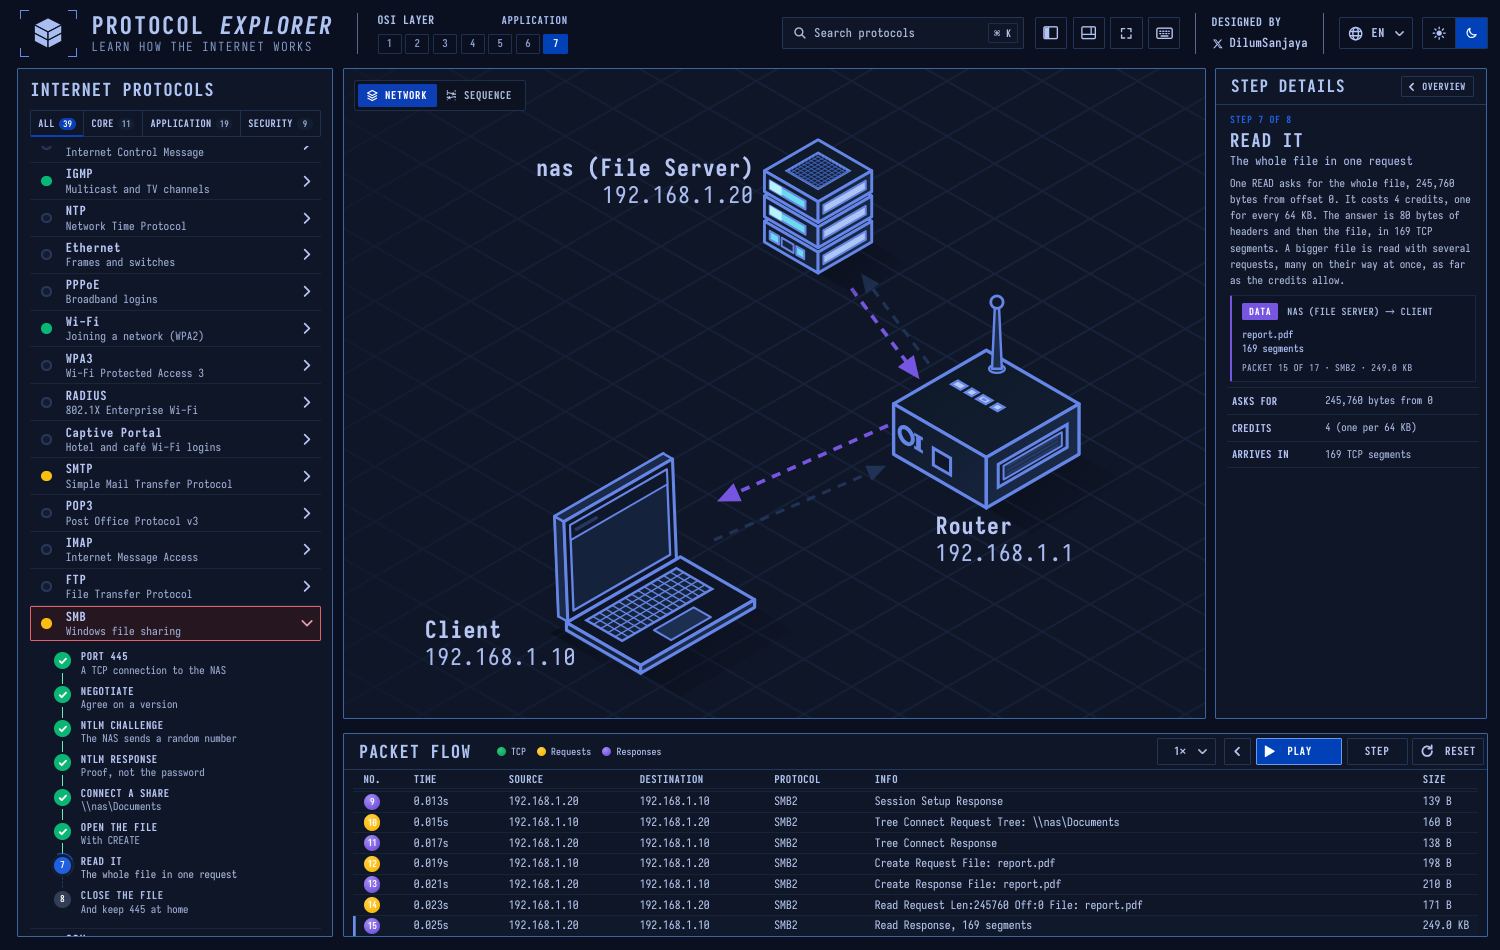 PROTOCOL EXPLORER
LEARN HOW THE INTERNET WORKS
OSI LAYER APPLICATION
1 2 3 4 5 6 7
Search protocols ⌘ K
DESIGNED BY
DilumSanjaya
EN
INTERNET PROTOCOLS
ALL 39 CORE 11 APPLICATION 19 SECURITY 9
Internet Control Message
IGMP
Multicast and TV channels
NTP
Network Time Protocol
Ethernet
Frames and switches
PPPoE
Broadband logins
Wi-Fi
Joining a network (WPA2)
WPA3
Wi-Fi Protected Access 3
RADIUS
802.1X Enterprise Wi-Fi
Captive Portal
Hotel and café Wi-Fi logins
SMTP
Simple Mail Transfer Protocol
POP3
Post Office Protocol v3
IMAP
Internet Message Access
FTP
File Transfer Protocol
SMB
Windows file sharing
PORT 445
A TCP connection to the NAS
NEGOTIATE
Agree on a version
NTLM CHALLENGE
The NAS sends a random number
NTLM RESPONSE
Proof, not the password
CONNECT A SHARE
\\nas\Documents
OPEN THE FILE
With CREATE
7 READ IT
The whole file in one request
8 CLOSE THE FILE
And keep 445 at home
NETWORK SEQUENCE
nas (File Server)
192.168.1.20
Router
192.168.1.1
Client
192.168.1.10
STEP DETAILS OVERVIEW
STEP 7 OF 8
READ IT
The whole file in one request
One READ asks for the whole file, 245,760
bytes from offset 0. It costs 4 credits, one
for every 64 KB. The answer is 80 bytes of
headers and then the file, in 169 TCP
segments. A bigger file is read with several
requests, many on their way at once, as far
as the credits allow.
DATA NAS (FILE SERVER) → CLIENT
report.pdf
169 segments
PACKET 15 OF 17 · SMB2 · 249.0 KB
ASKS FOR 245,760 bytes from 0
CREDITS 4 (one per 64 KB)
ARRIVES IN 169 TCP segments
PACKET FLOW TCP Requests Responses 1× PLAY STEP RESET
NO. TIME SOURCE DESTINATION PROTOCOL INFO SIZE
9 0.013s 192.168.1.20 192.168.1.10 SMB2 Session Setup Response 139 B
10 0.015s 192.168.1.10 192.168.1.20 SMB2 Tree Connect Request Tree: \\nas\Documents 160 B
11 0.017s 192.168.1.20 192.168.1.10 SMB2 Tree Connect Response 138 B
12 0.019s 192.168.1.10 192.168.1.20 SMB2 Create Request File: report.pdf 198 B
13 0.021s 192.168.1.20 192.168.1.10 SMB2 Create Response File: report.pdf 210 B
14 0.023s 192.168.1.10 192.168.1.20 SMB2 Read Request Len:245760 Off:0 File: report.pdf 171 B
15 0.025s 192.168.1.20 192.168.1.10 SMB2 Read Response, 169 segments 249.0 KB